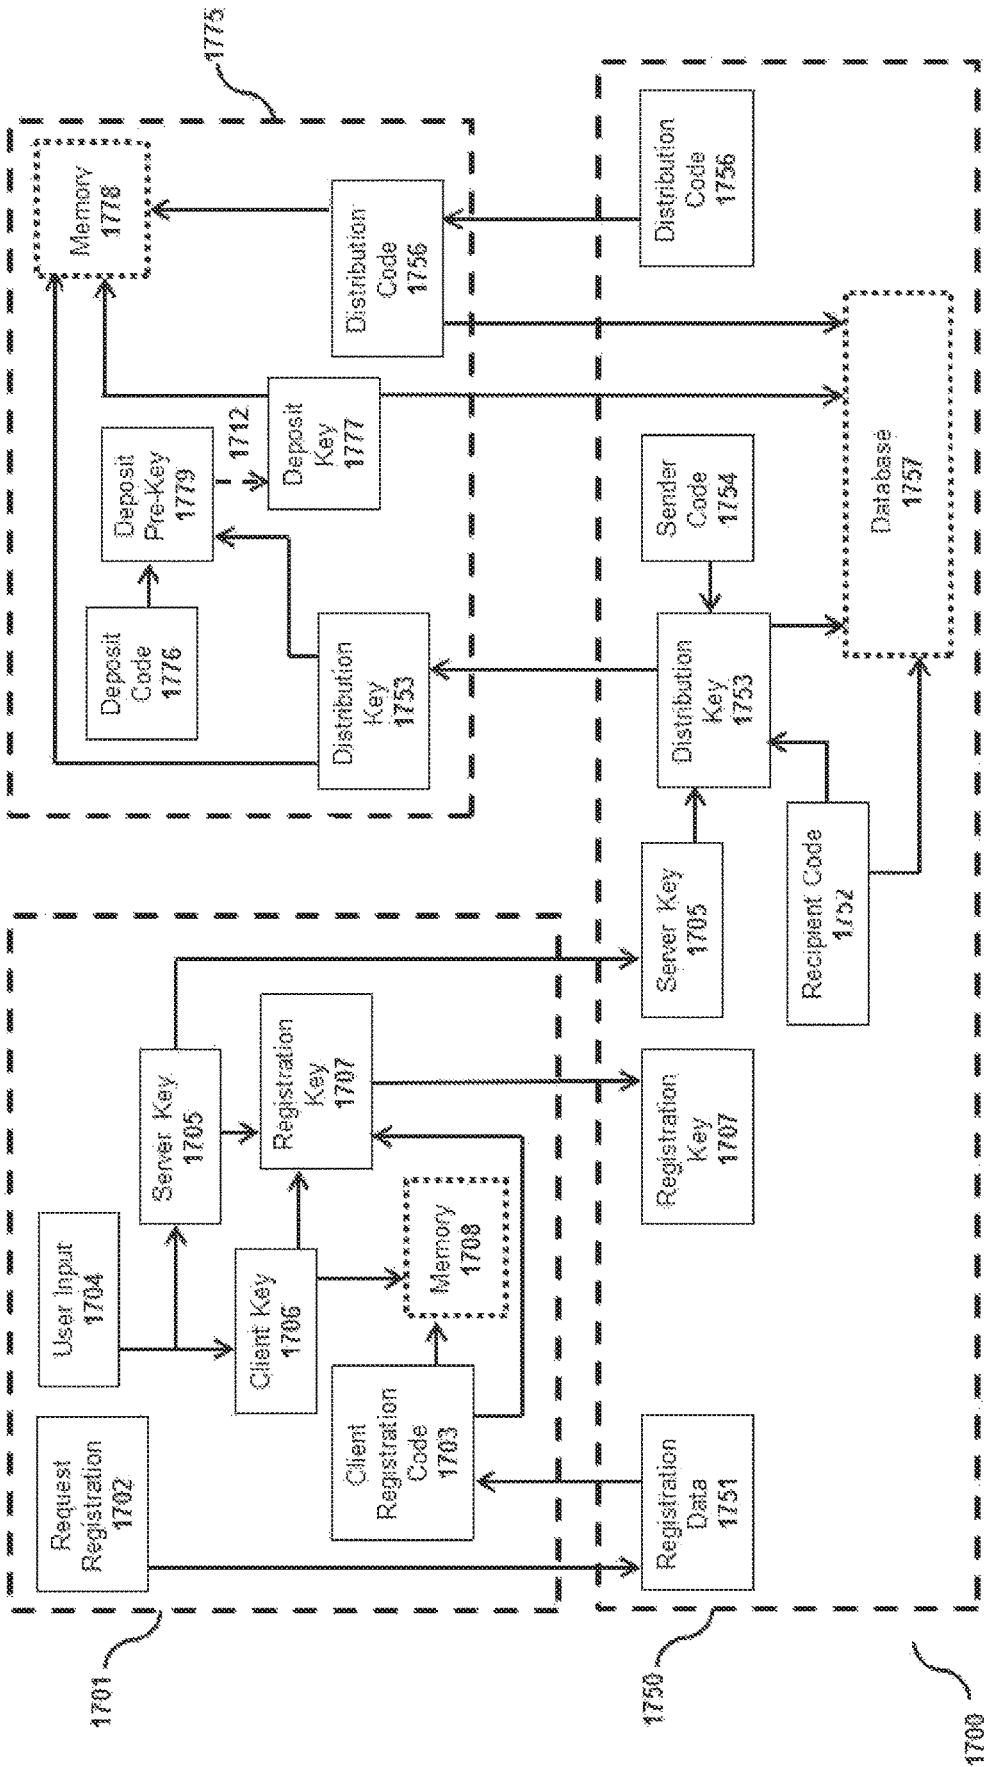 1701
Request
Registration
1702
User Input
1704
Server Key
1705
Client Key
1706
Registration
Key
1707
Client
Registration
Code
1703
Memory
1708
1775
Deposit
Code
1776
Deposit
Pre-Key
1779
1712
Deposit
Key
1777
Distribution
Key
1753
Memory
1778
Distribution
Code
1756
1750
Registration
Data
1751
Registration
Key
1707
Server Key
1705
Recipient Code
1752
Distribution
Key
1753
Sender
Code
1754
Distribution
Code
1756
Database
1757
1700